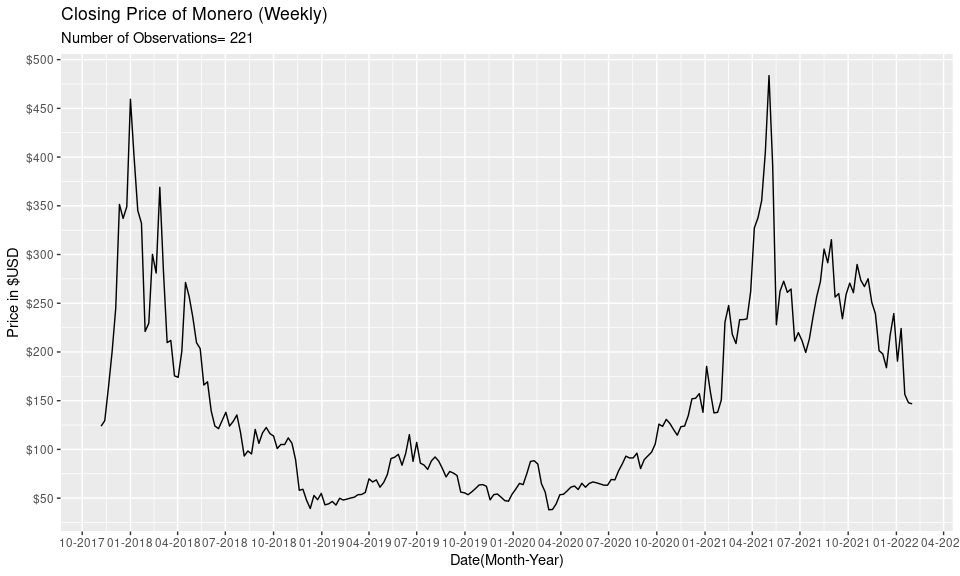 Closing Price of Monero (Weekly)
Number of Observations= 221
$500
$450
$400
$350
$300
$250
$200
$150
$100
$50
Price in $USD
10-2017 01-2018 04-2018 07-2018 10-2018 01-2019 04-2019 07-2019 10-2019 01-2020 04-2020 07-2020 10-2020 01-2021 04-2021 07-2021 10-2021 01-2022 04-202
Date(Month-Year)